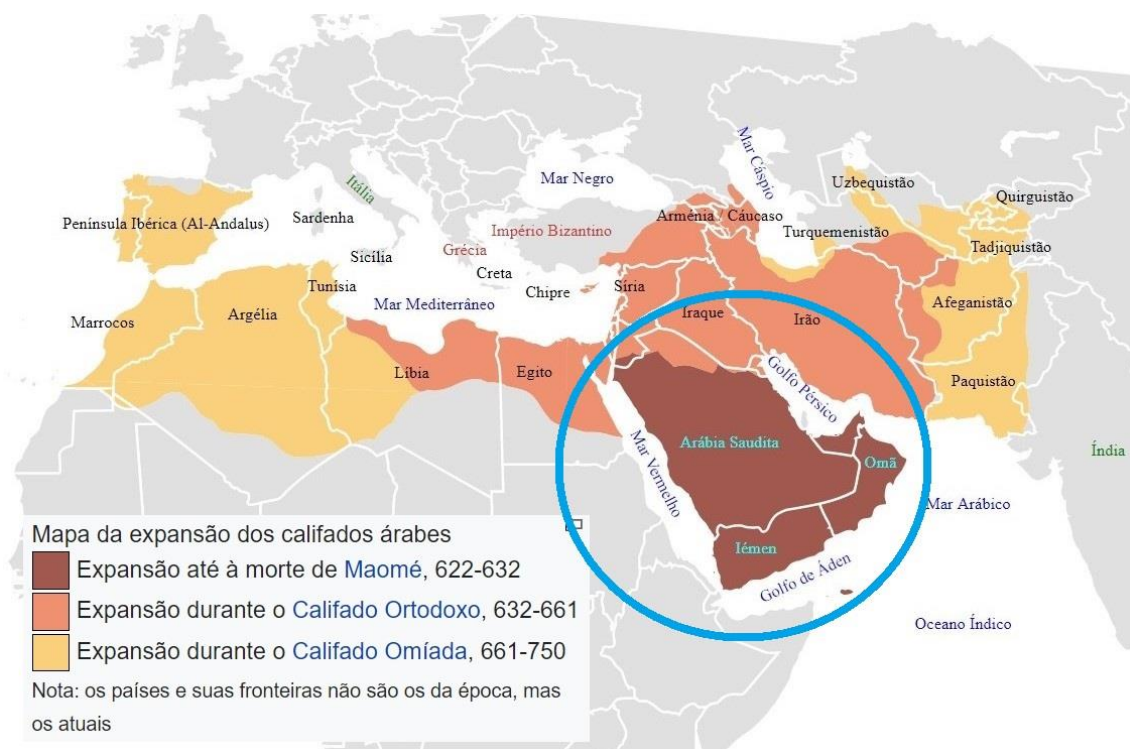 Mar Cáspio
Mar Negro
Uzbequistão
Quirguistão
Itália
Península Ibérica (Al-Andalus)
Sardenha
Império Bizantino
Arménia
Cáucaso
Turquemenistão
Tadjiquistão
Sicília
Grécia
Creta
Tunísia
Chipre
Síria
Mar Mediterrâneo
Afeganistão
Marrocos
Argélia
Iraque
Irão
Líbia
Egito
Golfo Pérsico
Paquistão
Arábia Saudita
Omã
Índia
Mar Vermelho
Mar Arábico
Iémen
Golfo de Áden
Oceano Índico
Mapa da expansão dos califados árabes
Expansão até à morte de Maomé, 622-632
Expansão durante o Califado Ortodoxo, 632-661
Expansão durante o Califado Omíada, 661-750
Nota: os países e suas fronteiras não são os da época, mas
os atuais